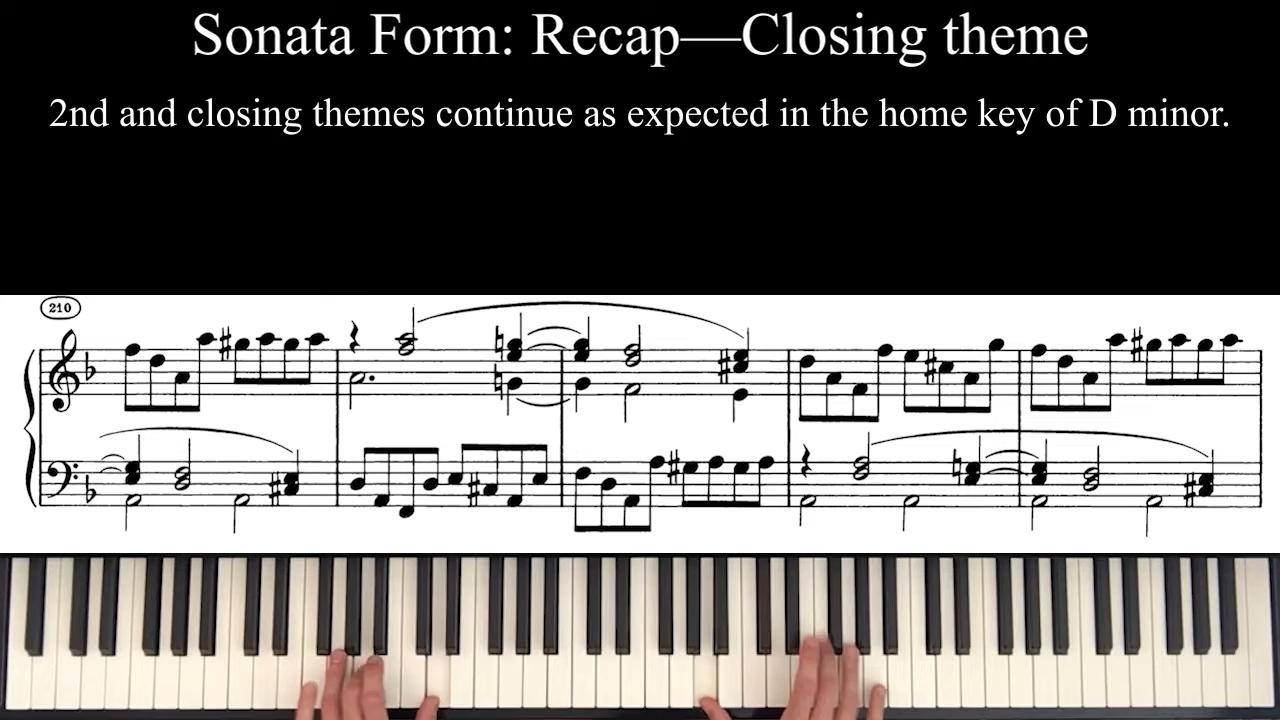 Sonata Form: Recap—Closing theme
2nd and closing themes continue as expected in the home key of D minor.
210